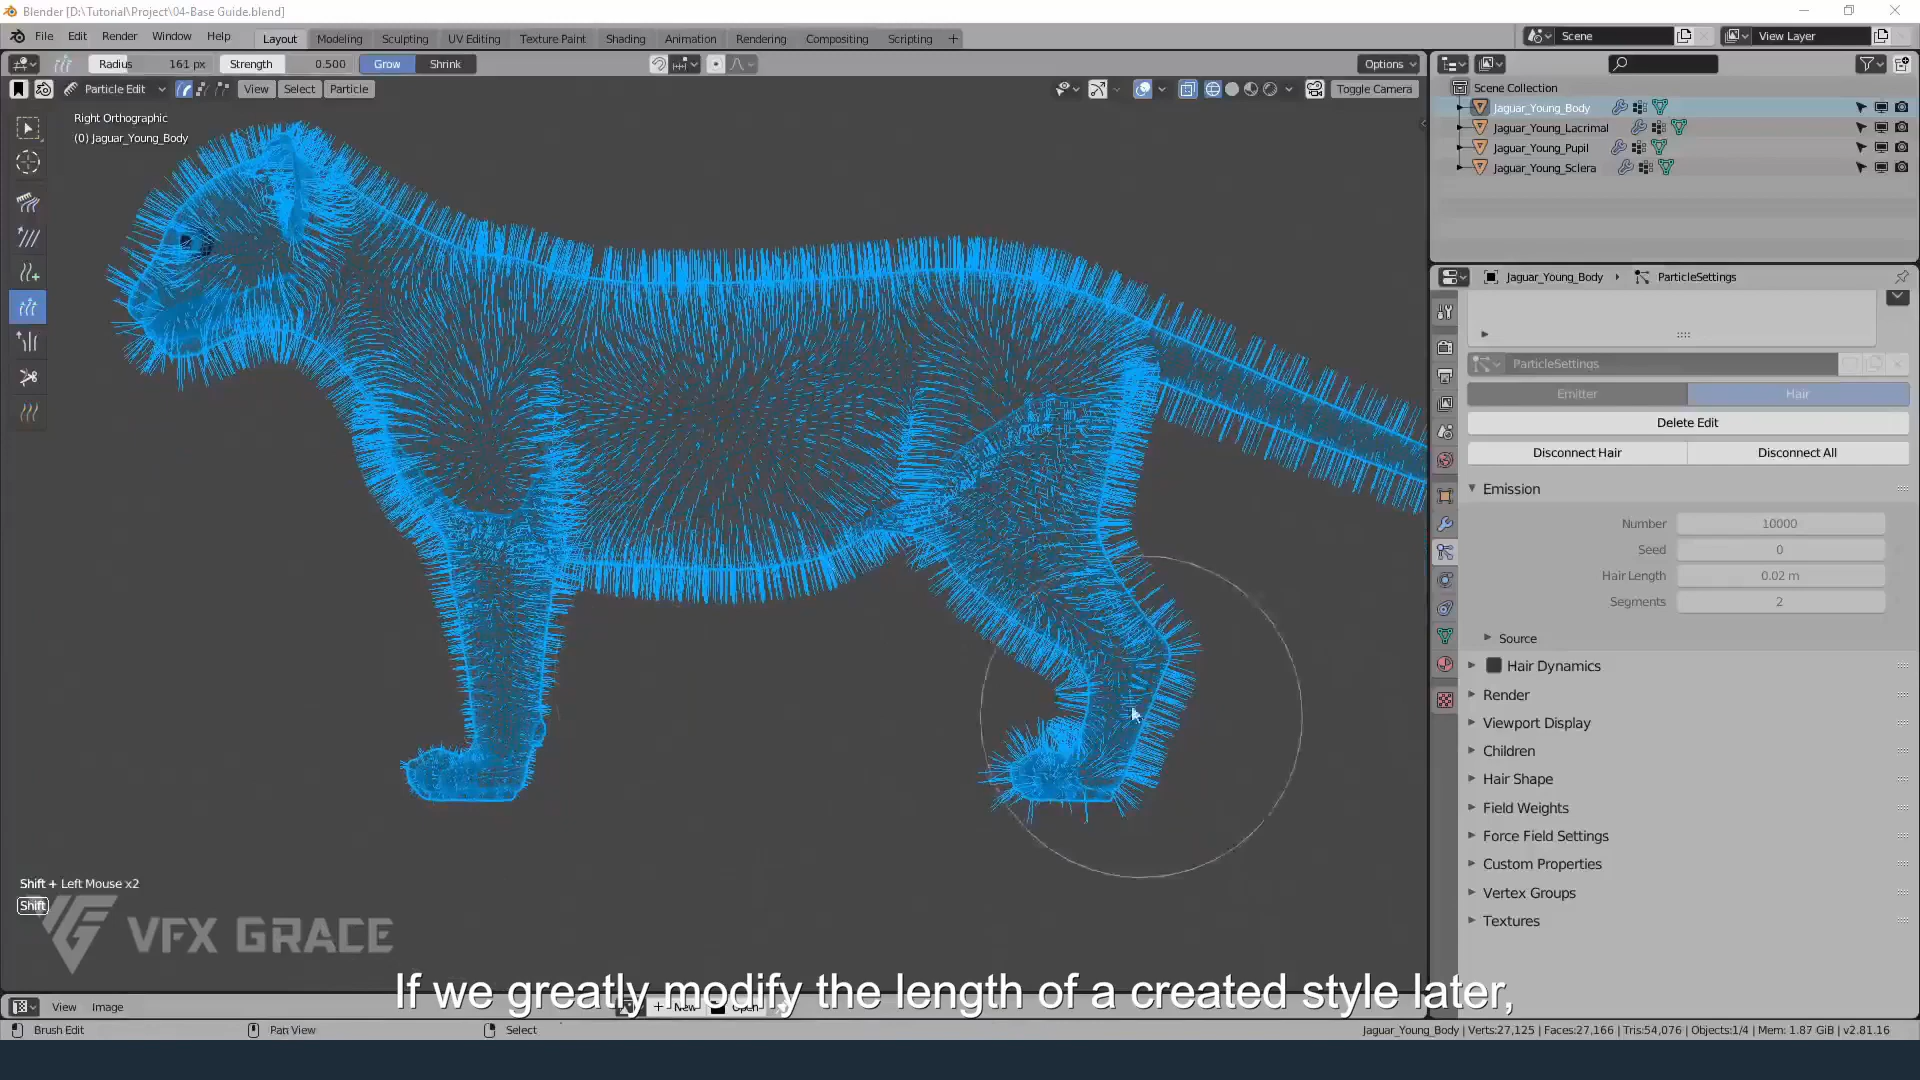 Blender [D:\Tutorial\Project\04-Base Guide.blend]
File Edit Render Window Help Layout Modeling Sculpting UV Editing Texture Paint Shading Animation Rendering Compositing Scripting + Scene View Layer
Radius 161 px Strength 0.500 Grow Shrink Options
Particle Edit View Select Particle Toggle Camera
Right Orthographic
(0) Jaguar_Young_Body
Scene Collection
Jaguar_Young_Body
Jaguar_Young_Lacrimal
Jaguar_Young_Pupil
Jaguar_Young_Sclera
Jaguar_Young_Body ParticleSettings
ParticleSettings
Emitter Hair
Delete Edit
Disconnect Hair Disconnect All
Emission
Number 10000
Seed 0
Hair Length 0.02 m
Segments 2
Source
Hair Dynamics
Render
Viewport Display
Children
Hair Shape
Field Weights
Force Field Settings
Custom Properties
Vertex Groups
Textures
Shift + Left Mouse x2
Shift
VFX GRACE
If we greatly modify the length of a created style later,
View Image + New Open
Brush Edit Pan View Select Jaguar_Young_Body | Verts:27,125 | Faces:27,166 | Tris:54,076 | Objects:1/4 | Mem: 1.87 GiB | v2.81.16